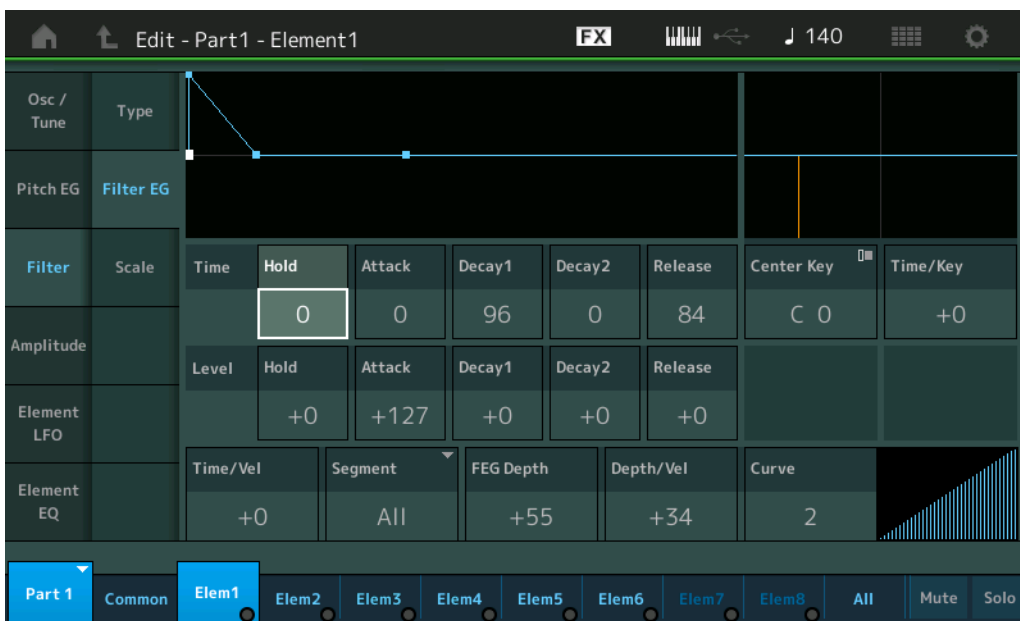 Edit - Part1 - Element1 FX ♩ 140
Osc / Tune
Type
Pitch EG
Filter EG
Filter
Scale
Time Hold Attack Decay1 Decay2 Release Center Key Time/Key
0 0 96 0 84 C 0 +0
Amplitude
Level Hold Attack Decay1 Decay2 Release
+0 +127 +0 +0 +0
Element LFO
Time/Vel Segment FEG Depth Depth/Vel Curve
+0 All +55 +34 2
Element EQ
Part 1 Common Elem1 Elem2 Elem3 Elem4 Elem5 Elem6 Elem7 Elem8 All Mute Solo